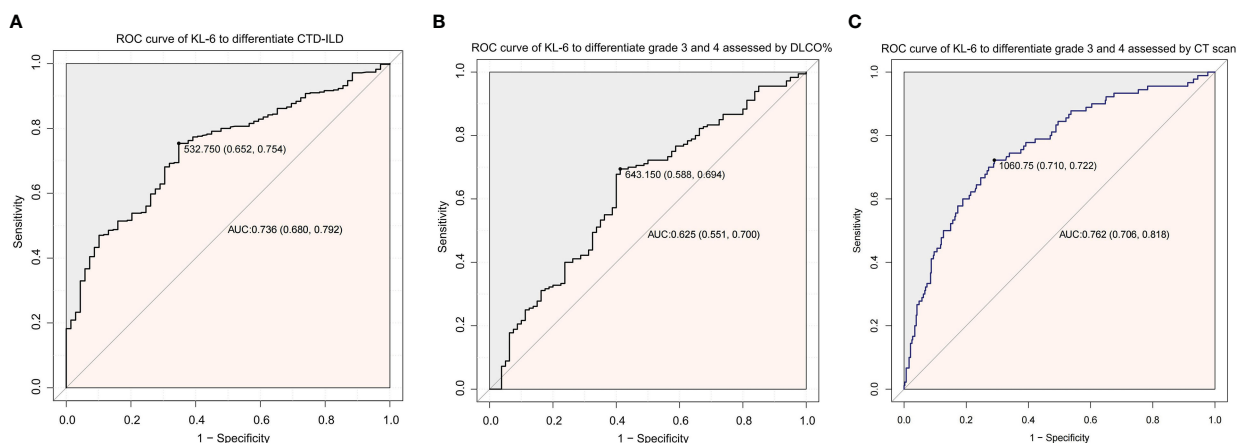 A
ROC curve of KL-6 to differentiate CTD-ILD
Sensitivity
1.0
0.8
0.6
0.4
0.2
0.0
532.750 (0.652, 0.754)
AUC:0.736 (0.680, 0.792)
0.0 0.2 0.4 0.6 0.8 1.0
1 − Specificity
B
ROC curve of KL-6 to differentiate grade 3 and 4 assessed by DLCO%
Sensitivity
1.0
0.8
0.6
0.4
0.2
0.0
643.150 (0.588, 0.694)
AUC:0.625 (0.551, 0.700)
0.0 0.2 0.4 0.6 0.8 1.0
1 − Specificity
C
ROC curve of KL-6 to differentiate grade 3 and 4 assessed by CT scan
Sensitivity
1.0
0.8
0.6
0.4
0.2
0.0
1060.75 (0.710, 0.722)
AUC:0.762 (0.706, 0.818)
0.0 0.2 0.4 0.6 0.8 1.0
1 − Specificity